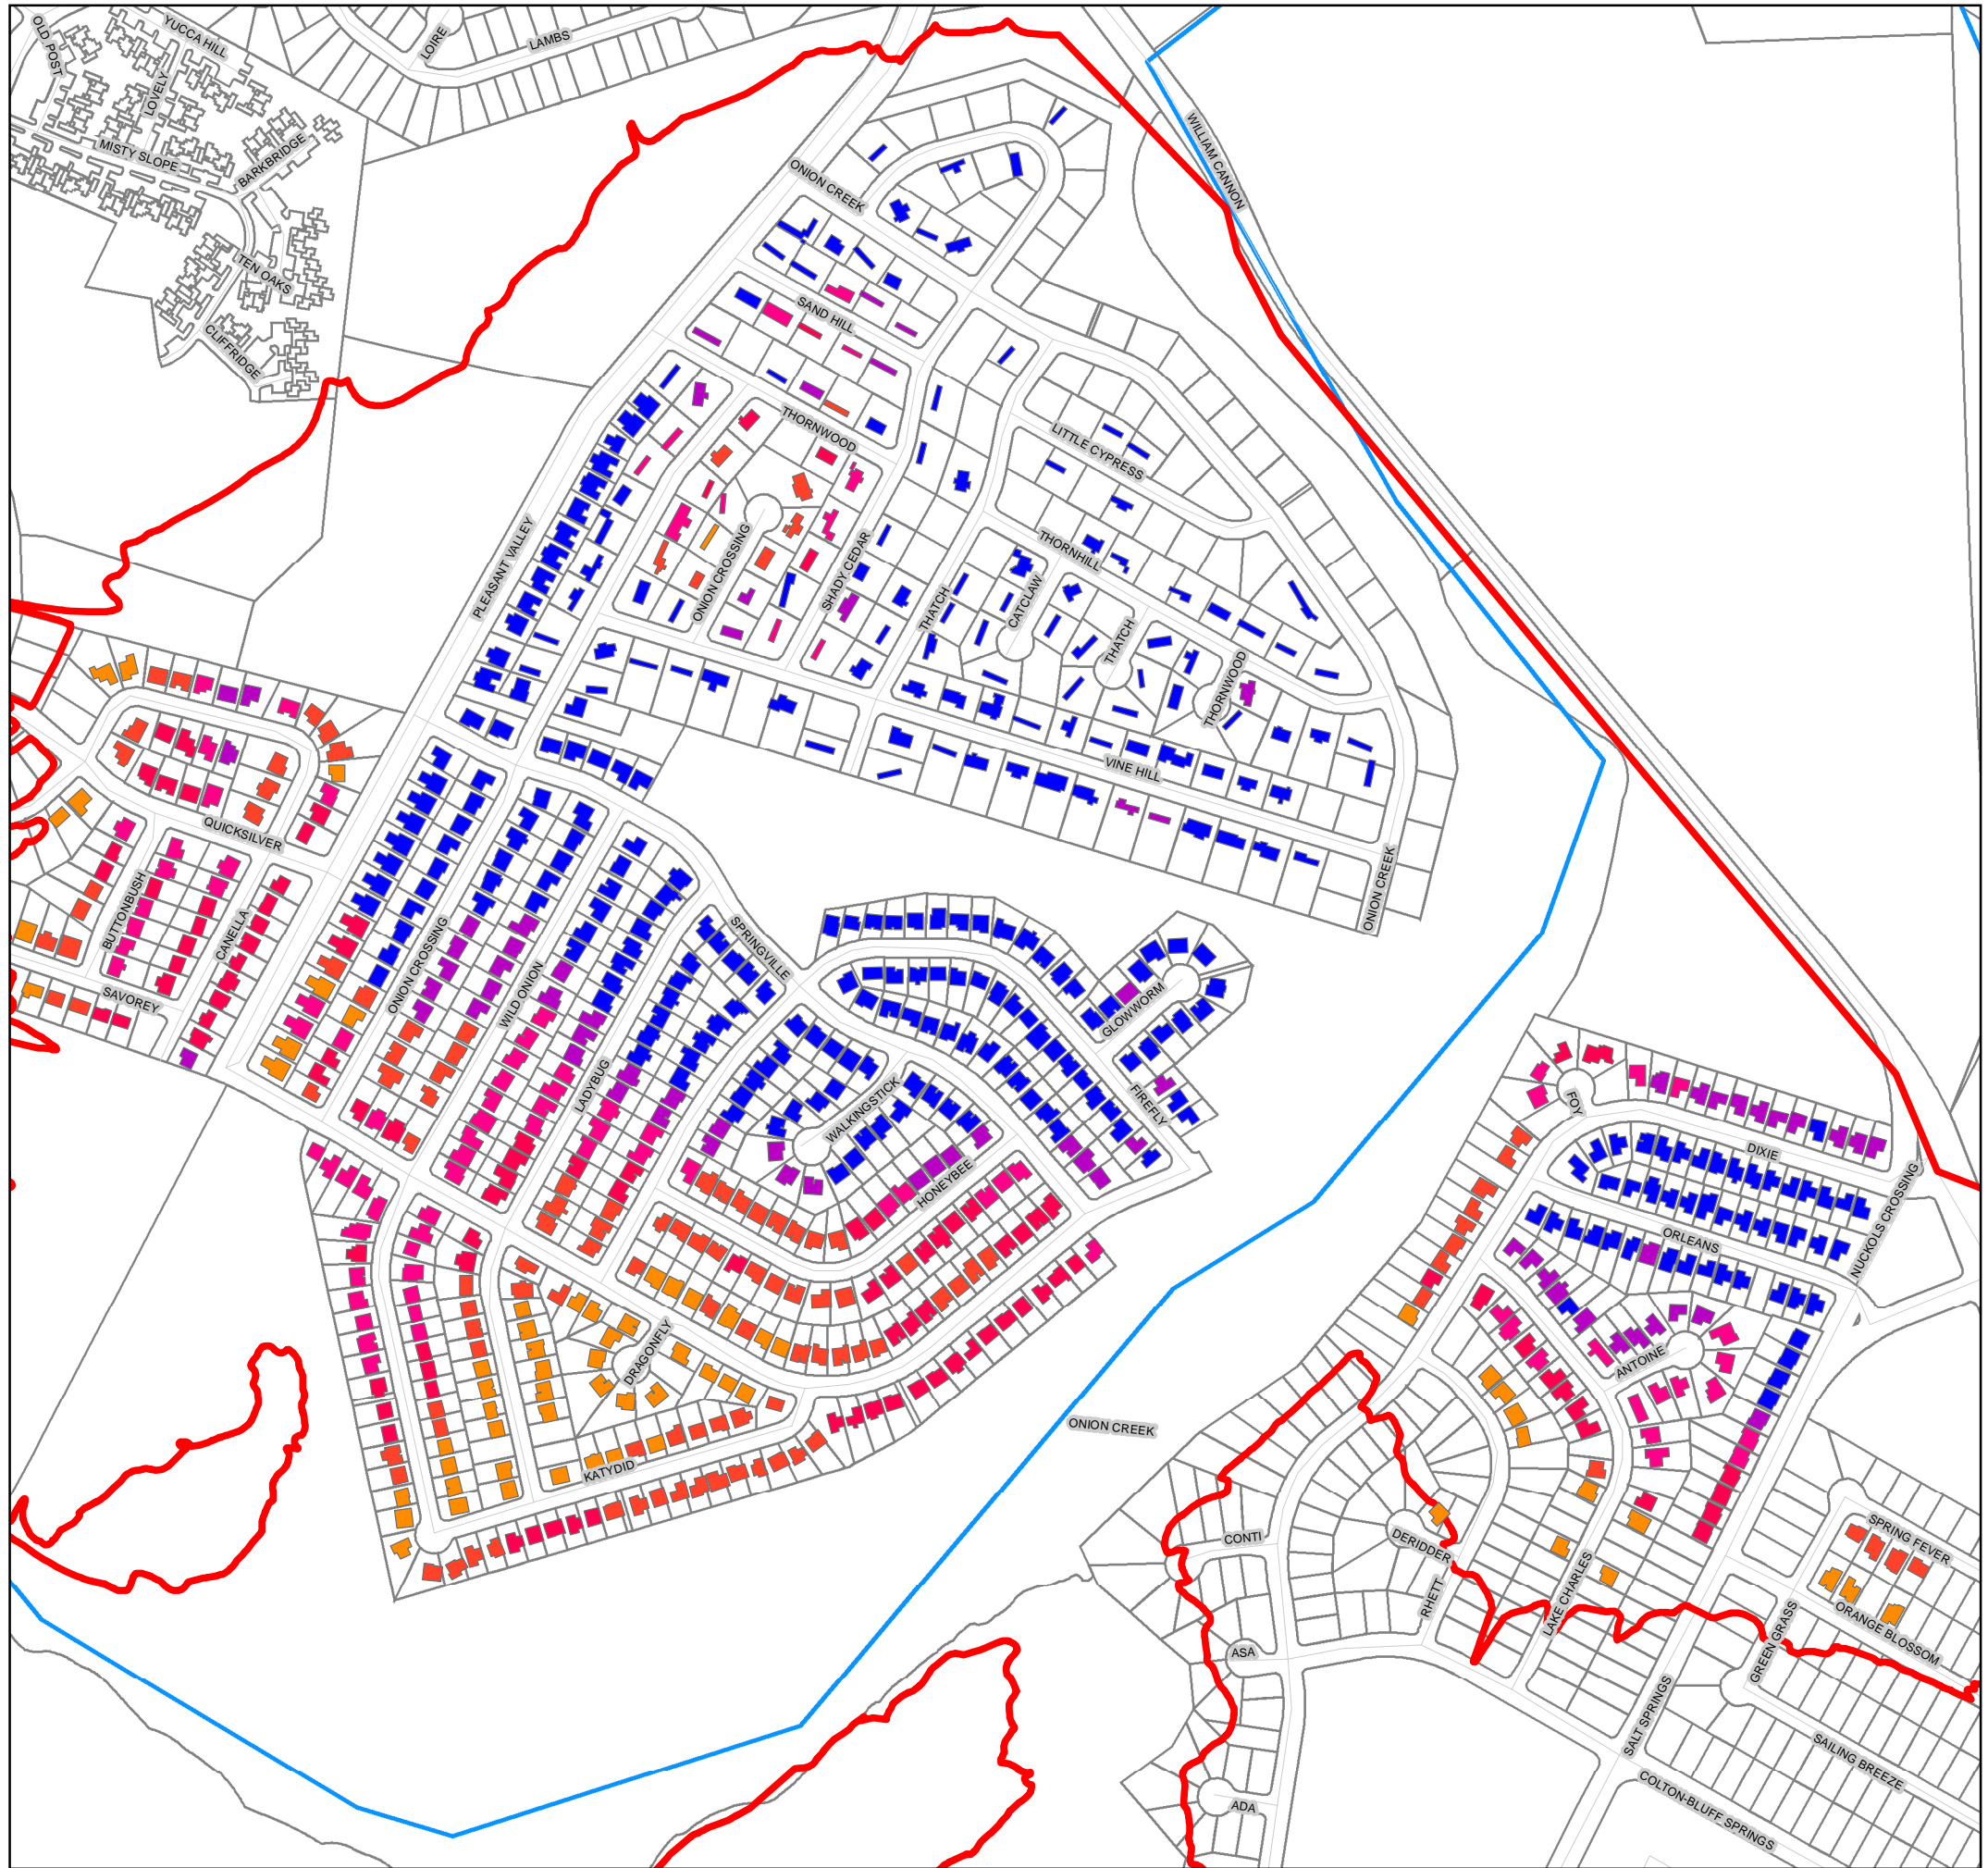 OLD POST
YUCCA HILL
LOIRE
LAMBS
LOVELY
MISTY SLOPE
BARKBRIDGE
WILLIAM CANNON
ONION CREEK
TEN OAKS
CLIFFRIDGE
SAND HILL
THORNWOOD
LITTLE CYPRESS
PLEASANT VALLEY
ONION CROSSING
SHADY CEDAR
THORNHILL
THATCH
CATCLAW
THATCH
THORNWOOD
VINE HILL
QUICKSILVER
ONION CREEK
BUTTONBUSH
CANELLA
ONION CROSSING
WILD ONION
SPRINGVILLE
SAVOREY
GLOWWORM
LADYBUG
WALKINGSTICK
FIREFLY
FOY
DIXIE
HONEYBEE
NUCKOLS CROSSING
ORLEANS
DRAGONFLY
ANTOINE
ONION CREEK
KATYDID
CONTI
DERIDDER
SPRING FEVER
RHETT
LAKE CHARLES
ORANGE BLOSSOM
GREEN GRASS
ASA
SALT SPRINGS
SAILING BREEZE
COLTON-BLUFF SPRINGS
ADA